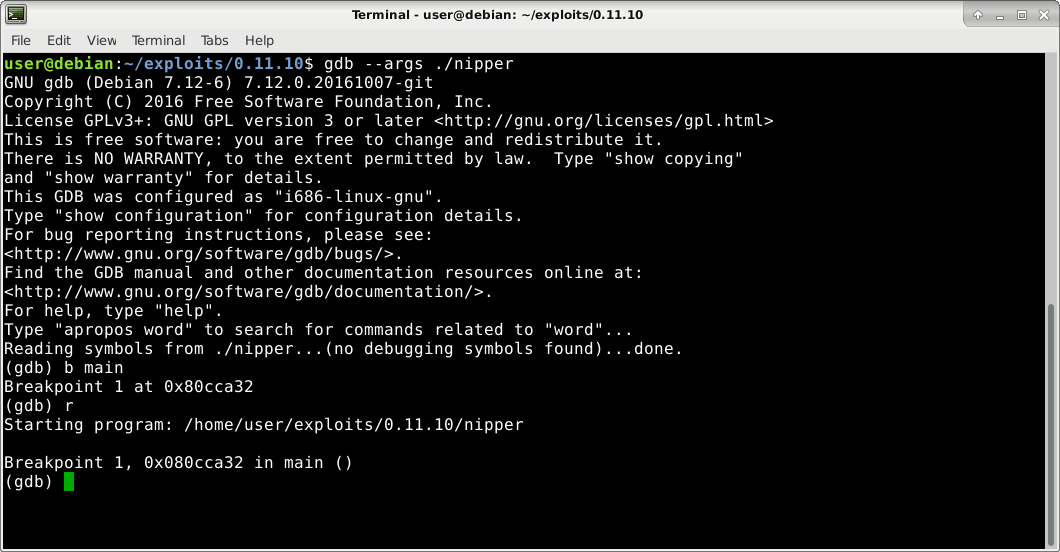 Terminal - user@debian: ~/exploits/0.11.10
File Edit View Terminal Tabs Help
user@debian:~/exploits/0.11.10$ gdb --args ./nipper
GNU gdb (Debian 7.12-6) 7.12.0.20161007-git
Copyright (C) 2016 Free Software Foundation, Inc.
License GPLv3+: GNU GPL version 3 or later <http://gnu.org/licenses/gpl.html>
This is free software: you are free to change and redistribute it.
There is NO WARRANTY, to the extent permitted by law.  Type "show copying"
and "show warranty" for details.
This GDB was configured as "i686-linux-gnu".
Type "show configuration" for configuration details.
For bug reporting instructions, please see:
<http://www.gnu.org/software/gdb/bugs/>.
Find the GDB manual and other documentation resources online at:
<http://www.gnu.org/software/gdb/documentation/>.
For help, type "help".
Type "apropos word" to search for commands related to "word"...
Reading symbols from ./nipper...(no debugging symbols found)...done.
(gdb) b main
Breakpoint 1 at 0x80cca32
(gdb) r
Starting program: /home/user/exploits/0.11.10/nipper
Breakpoint 1, 0x080cca32 in main ()
(gdb)